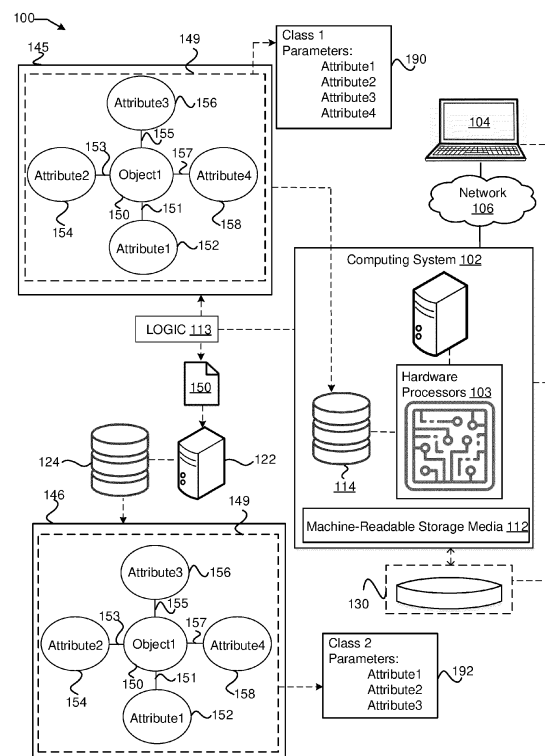 100
145
149
Attribute3
156
155
153
157
Attribute2
Object1
Attribute4
150
151
154
158
Attribute1
152
Class 1
Parameters:
Attribute1
Attribute2
Attribute3
Attribute4
190
104
Network
106
Computing System 102
Hardware
Processors 103
114
Machine-Readable Storage Media 112
130
LOGIC 113
150
124
122
146
149
Attribute3
156
155
153
157
Attribute2
Object1
Attribute4
150
151
154
158
Attribute1
152
Class 2
Parameters:
Attribute1
Attribute2
Attribute3
192